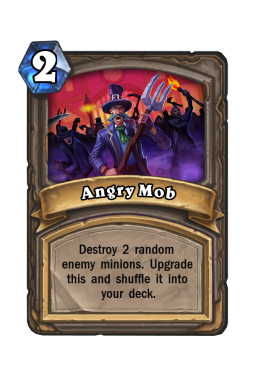 2
Angry Mob
Destroy 2 random
enemy minions. Upgrade
this and shuffle it into
your deck.